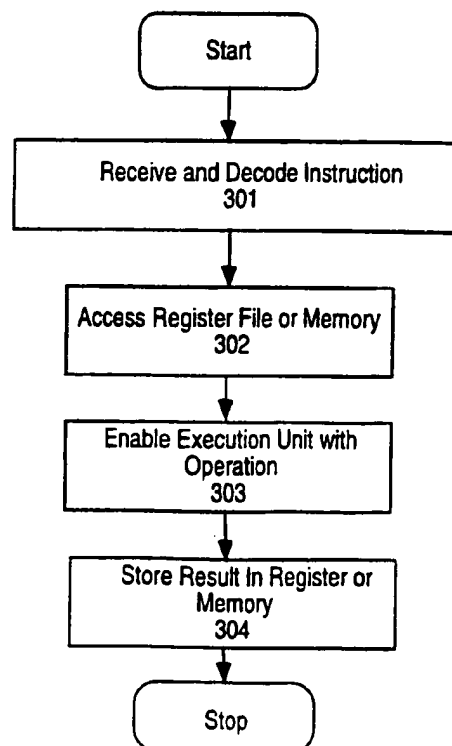 Start
Receive and Decode Instruction
301
Access Register File or Memory
302
Enable Execution Unit with
Operation
303
Store Result In Register or
Memory
304
Stop